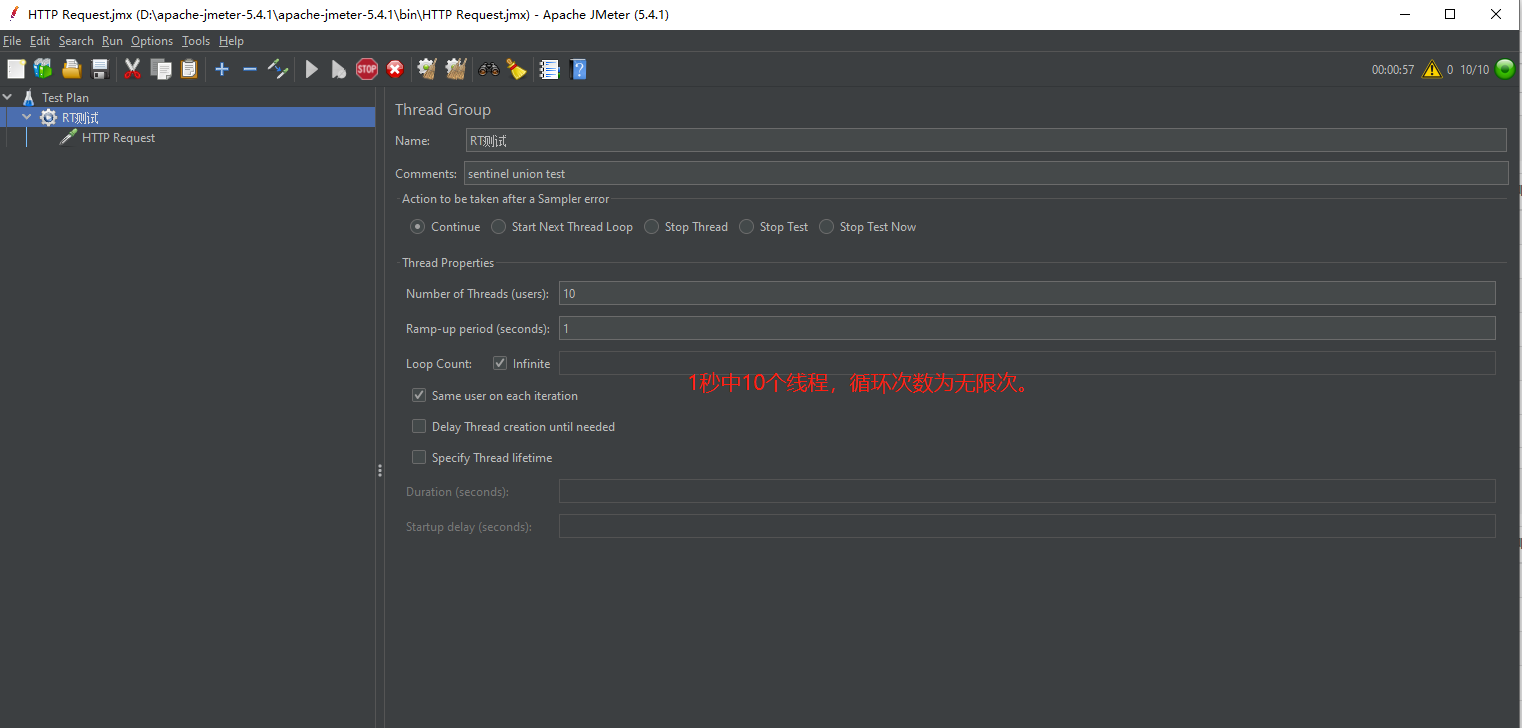 HTTP Request.jmx (D:\apache-jmeter-5.4.1\apache-jmeter-5.4.1\bin\HTTP Request.jmx) - Apache JMeter (5.4.1)
File Edit Search Run Options Tools Help
STOP 00:00:57 0 10/10
Test Plan
RT测试
HTTP Request
Thread Group
Name: RT测试
Comments: sentinel union test
Action to be taken after a Sampler error
Continue Start Next Thread Loop Stop Thread Stop Test Stop Test Now
Thread Properties
Number of Threads (users): 10
Ramp-up period (seconds): 1
Loop Count: Infinite
1秒中10个线程，循环次数为无限次。
Same user on each iteration
Delay Thread creation until needed
Specify Thread lifetime
Duration (seconds):
Startup delay (seconds):